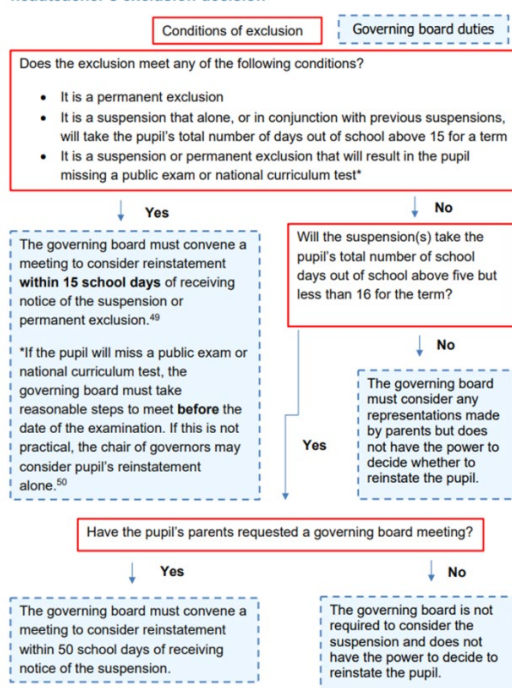 Conditions of exclusion
Governing board duties
Does the exclusion meet any of the following conditions?
• It is a permanent exclusion
• It is a suspension that alone, or in conjunction with previous suspensions,
will take the pupil's total number of days out of school above 15 for a term
• It is a suspension or permanent exclusion that will result in the pupil
missing a public exam or national curriculum test*
Yes
No
The governing board must convene a
meeting to consider reinstatement
within 15 school days of receiving
notice of the suspension or
permanent exclusion.49
*If the pupil will miss a public exam or
national curriculum test, the
governing board must take
reasonable steps to meet before the
date of the examination. If this is not
practical, the chair of governors may
consider pupil's reinstatement
alone.50
Will the suspension(s) take the
pupil's total number of school
days out of school above five but
less than 16 for the term?
No
The governing board
must consider any
representations made
by parents but does
not have the power to
decide whether to
reinstate the pupil.
Yes
Have the pupil's parents requested a governing board meeting?
Yes
No
The governing board must convene a
meeting to consider reinstatement
within 50 school days of receiving
notice of the suspension.
The governing board is not
required to consider the
suspension and does not
have the power to decide to
reinstate the pupil.